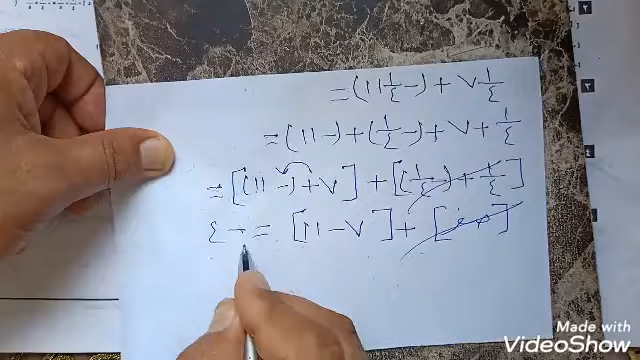 = (١١ ١/٤ -) + ٧ ١/٤
= (١١ -) + (١/٤ -) + ٧ + ١/٤
= [(١١ -) + ٧] + [(١/٤ -) + ١/٤]
٤ - = [١١ - ٧] + [صفر]
Made with
VideoShow